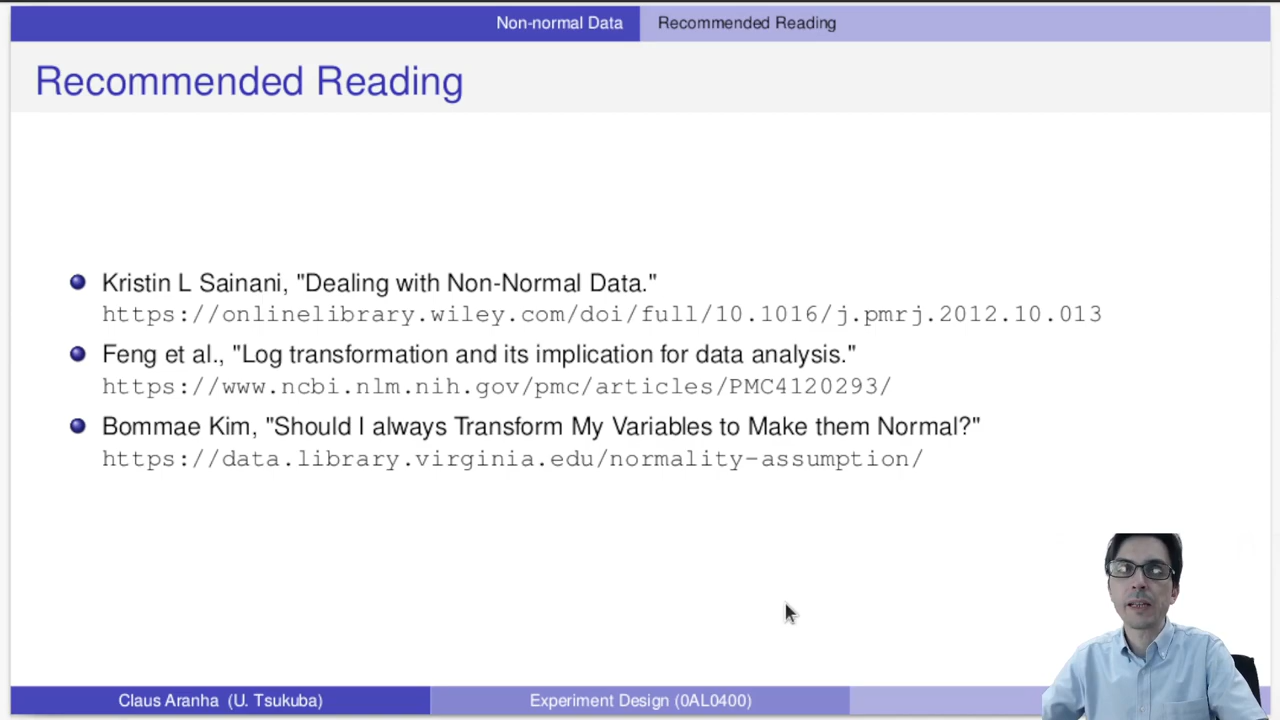 Non-normal Data
Recommended Reading
Recommended Reading
Kristin L Sainani, "Dealing with Non-Normal Data."
https://onlinelibrary.wiley.com/doi/full/10.1016/j.pmrj.2012.10.013
Feng et al., "Log transformation and its implication for data analysis."
https://www.ncbi.nlm.nih.gov/pmc/articles/PMC4120293/
Bommae Kim, "Should I always Transform My Variables to Make them Normal?"
https://data.library.virginia.edu/normality-assumption/
Claus Aranha (U. Tsukuba)
Experiment Design (0AL0400)